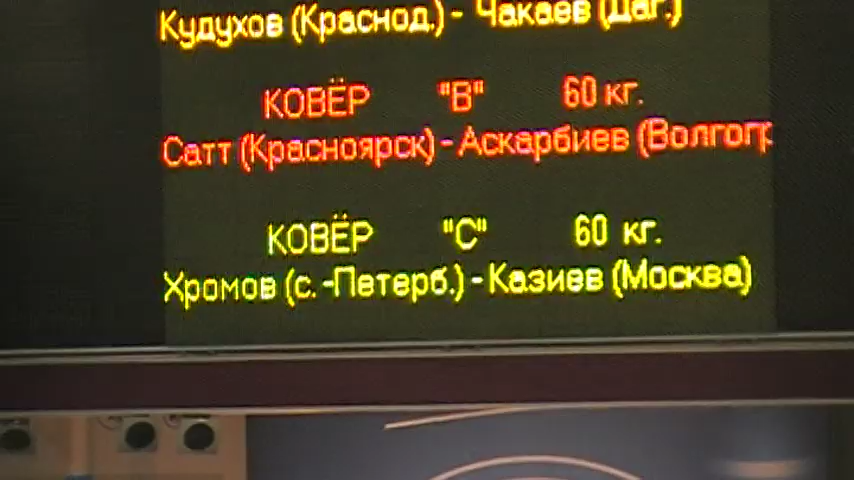 Кудухов (Краснод.) - Чакаев (Даг.)
КОВЁР "В" 60 кг.
Сатт (Красноярск) - Аскарбиев (Волгогр
КОВЁР "С" 60 кг.
Хромов (с. -Петерб.) - Казиев (Москва)